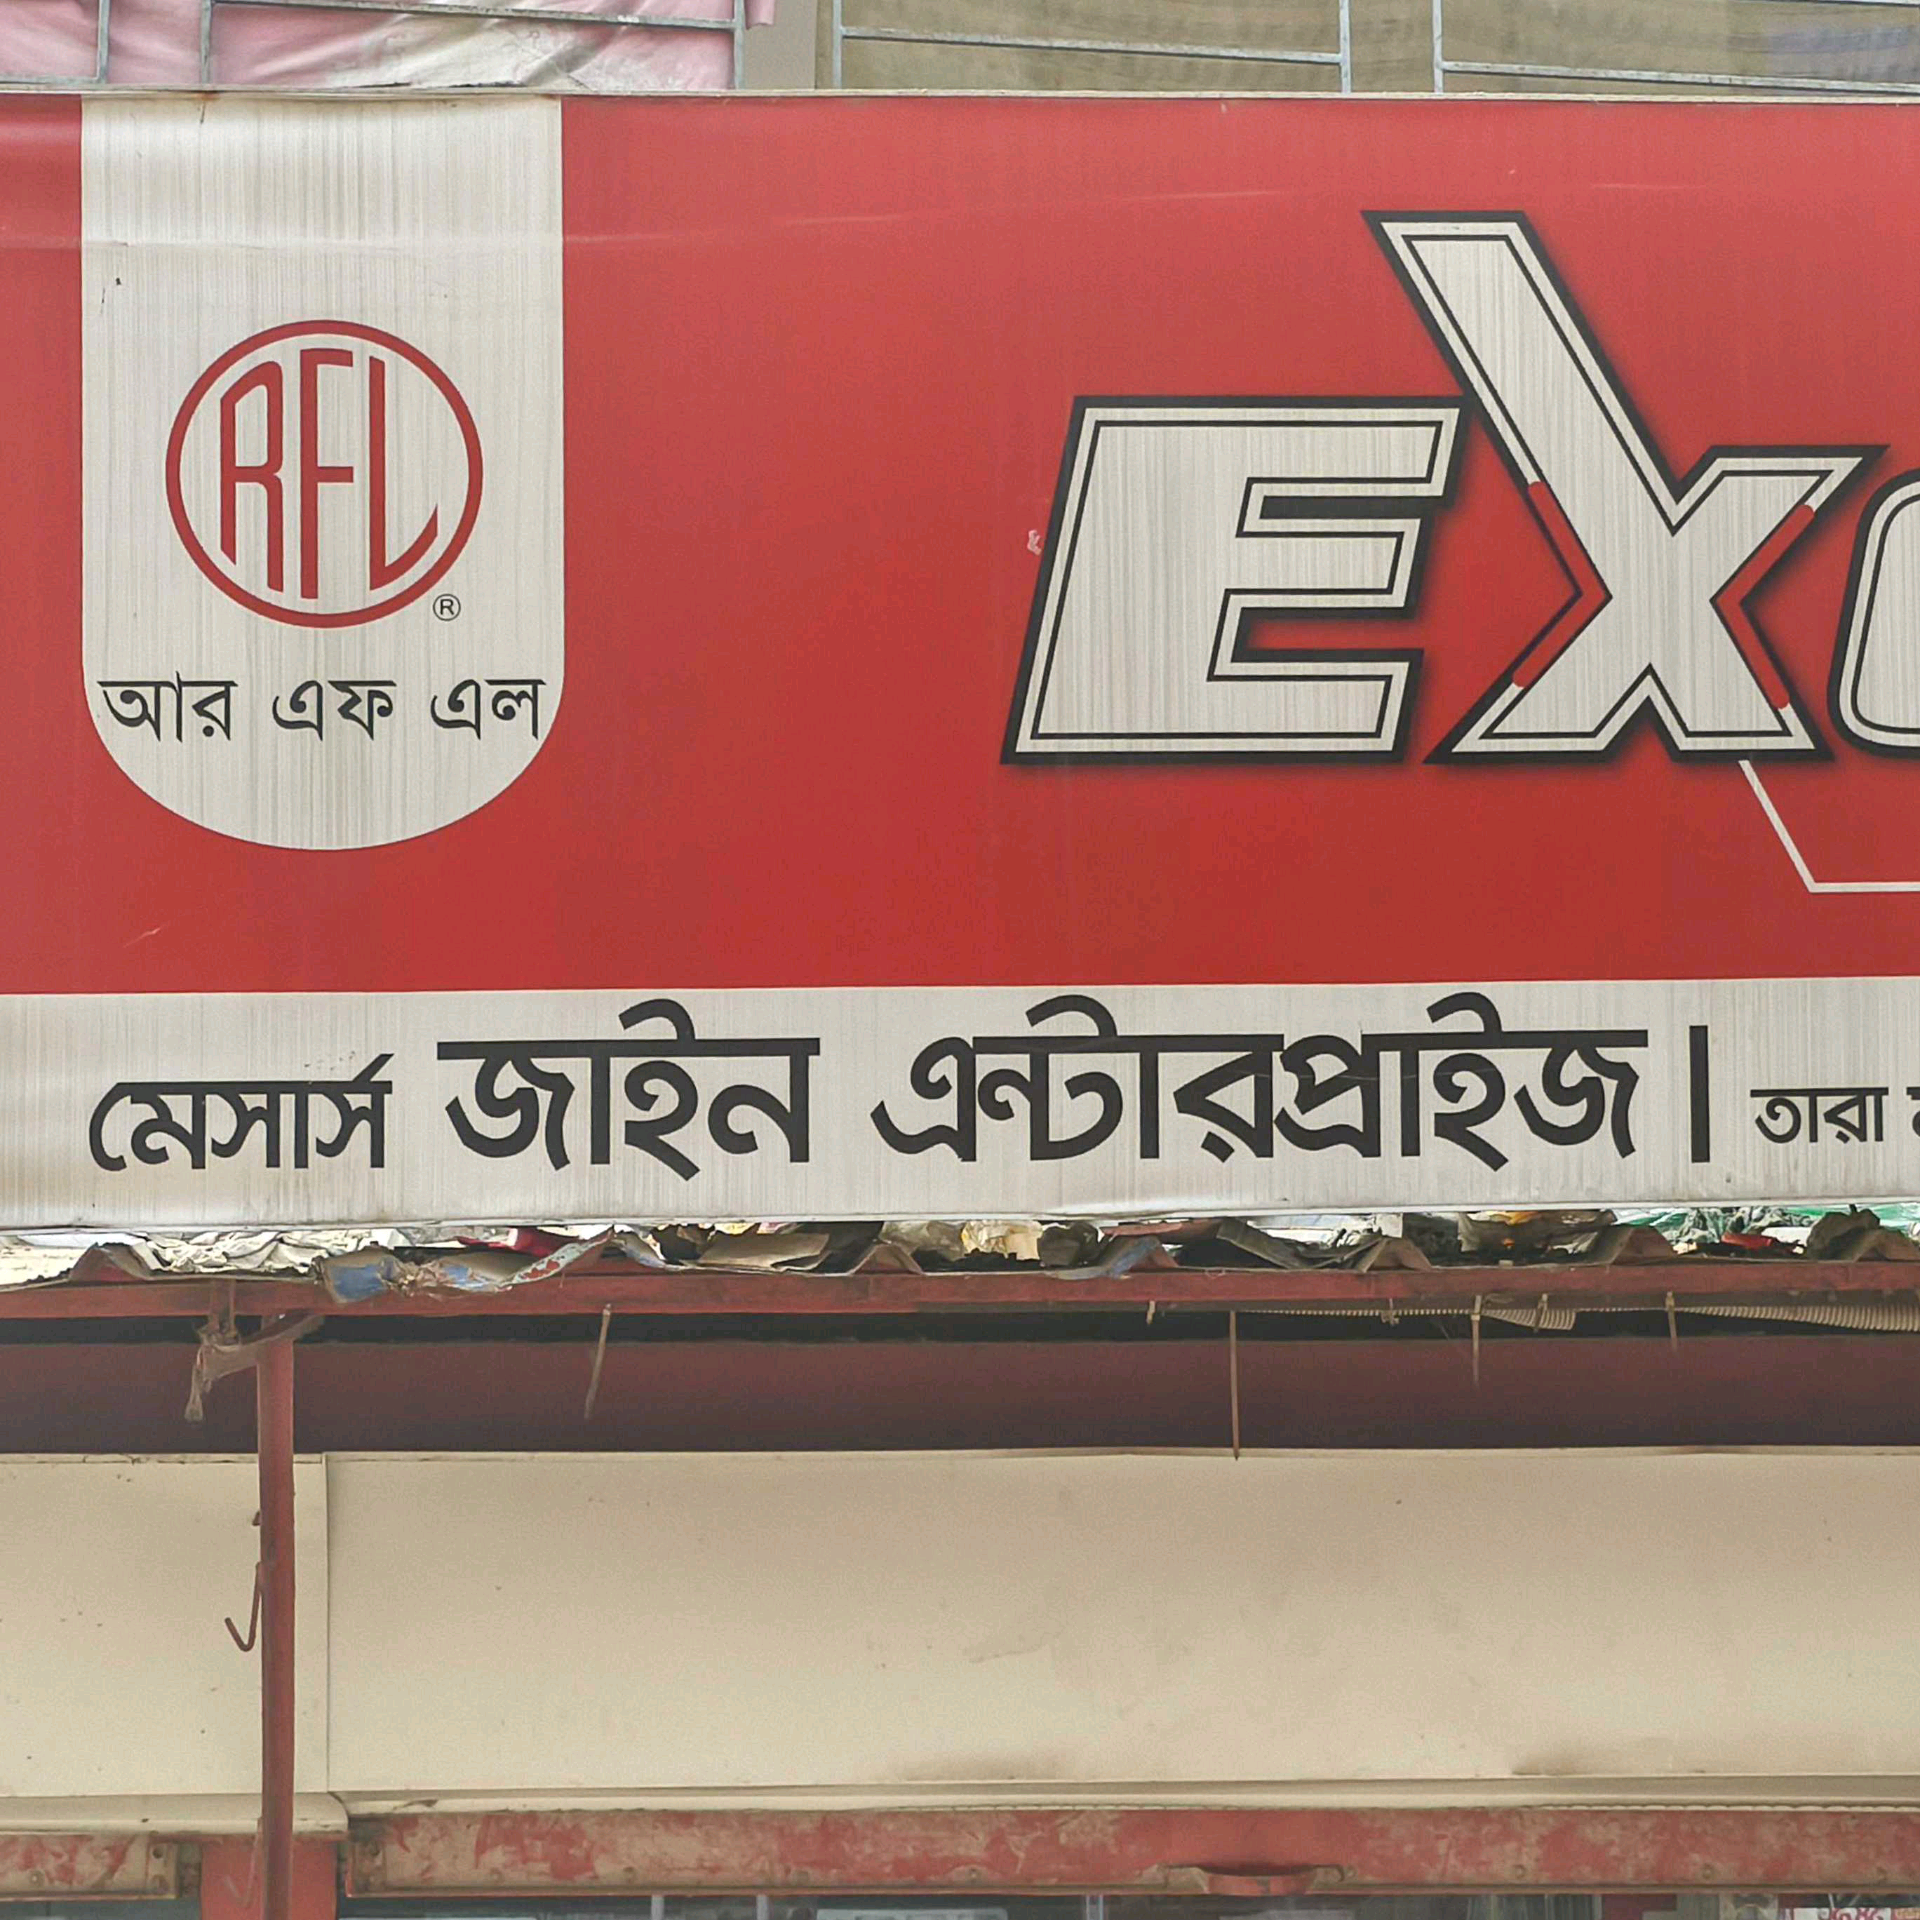 RFL
®
আর এফ এল
মেসার্স জাইন এন্টারপ্রাইজ। তারা